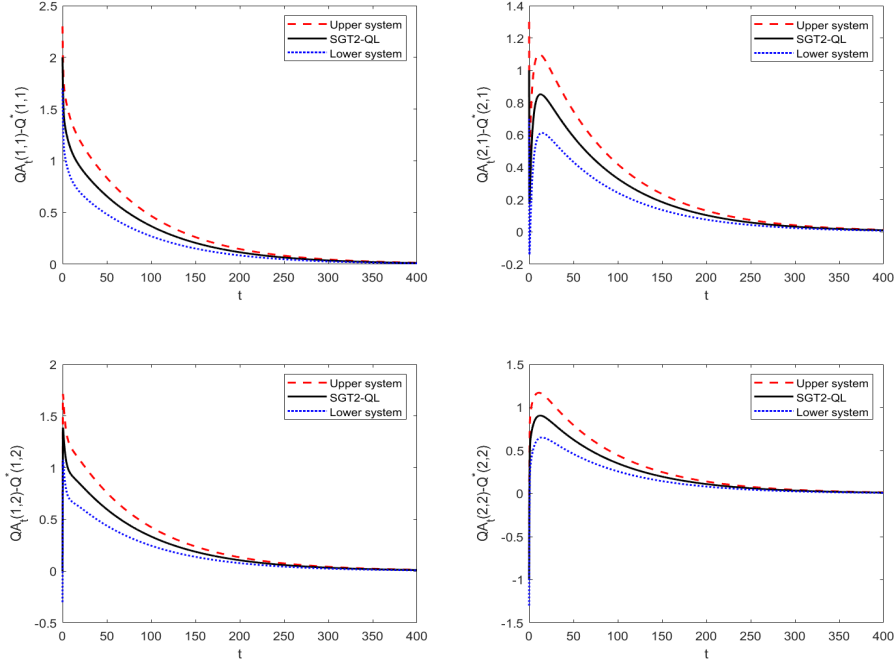 QA_t(1,1)-Q^*(1,1)
2.5
2
1.5
1
0.5
0
0 50 100 150 200 250 300 350 400
t
Upper system
SGT2-QL
Lower system
QA_t(2,1)-Q^*(2,1)
1.4
1.2
1
0.8
0.6
0.4
0.2
0
-0.2
0 50 100 150 200 250 300 350 400
t
Upper system
SGT2-QL
Lower system
QA_t(1,2)-Q^*(1,2)
2
1.5
1
0.5
0
-0.5
0 50 100 150 200 250 300 350 400
t
Upper system
SGT2-QL
Lower system
QA_t(2,2)-Q^*(2,2)
1.5
1
0.5
0
-0.5
-1
-1.5
0 50 100 150 200 250 300 350 400
t
Upper system
SGT2-QL
Lower system